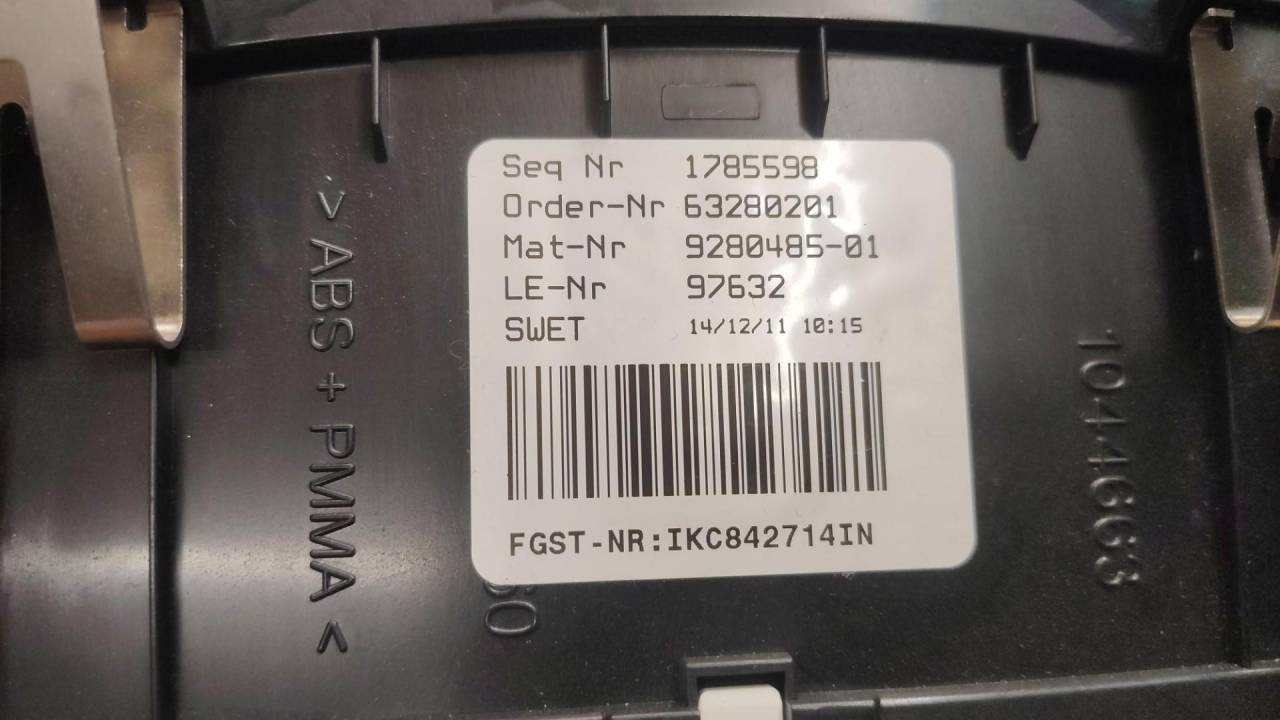 Seq Nr 1785598
Order-Nr 63280201
Mat-Nr 9280485-01
LE-Nr 97632
SWET 14/12/11 10:15
FGST-NR:IKC842714IN
>ABS + PMMA<
1044663